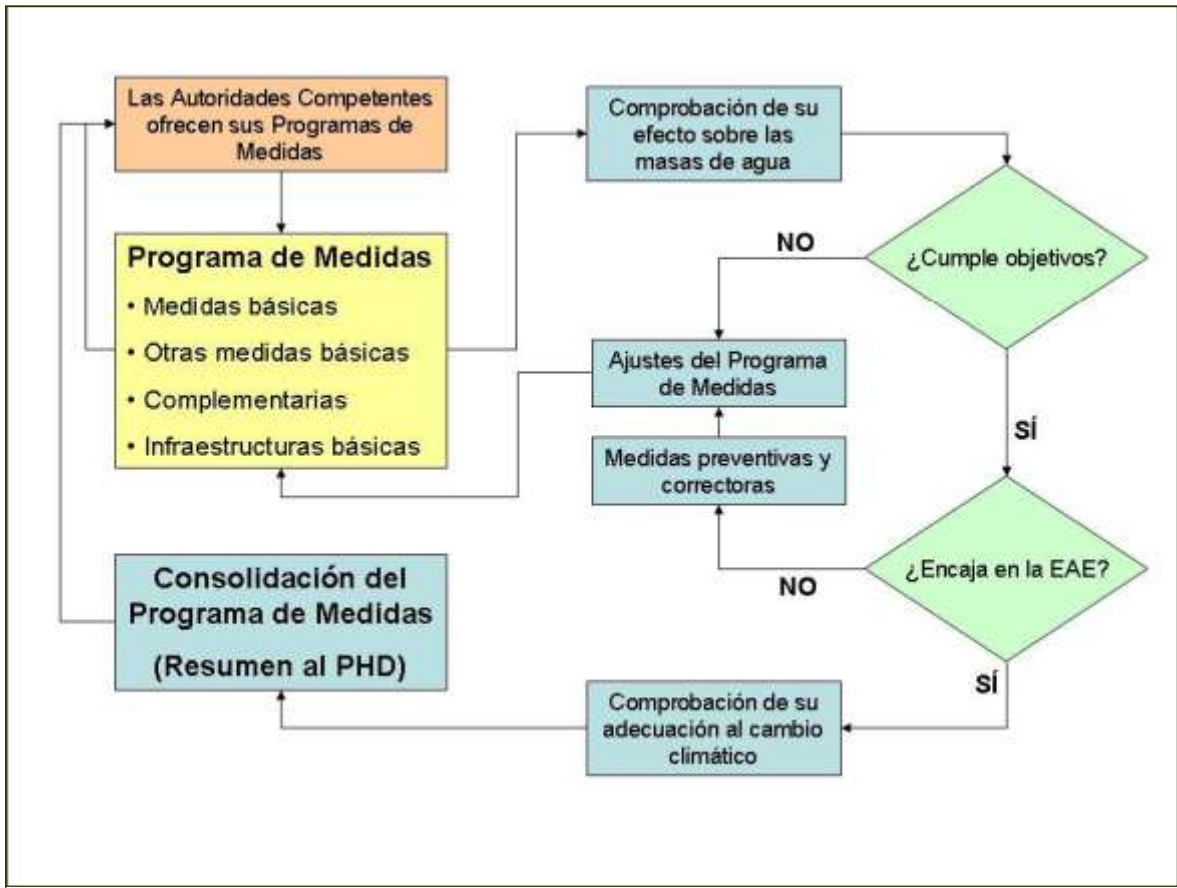 Las Autoridades Competentes
ofrecen sus Programas de
Medidas
Programa de Medidas
• Medidas básicas
• Otras medidas básicas
• Complementarias
• Infraestructuras básicas
Comprobación de su
efecto sobre las
masas de agua
¿Cumple objetivos?
NO
SÍ
Ajustes del Programa
de Medidas
Medidas preventivas y
correctoras
¿Encaja en la EAE?
NO
SÍ
Comprobación de su
adecuación al cambio
climático
Consolidación del
Programa de Medidas
(Resumen al PHD)